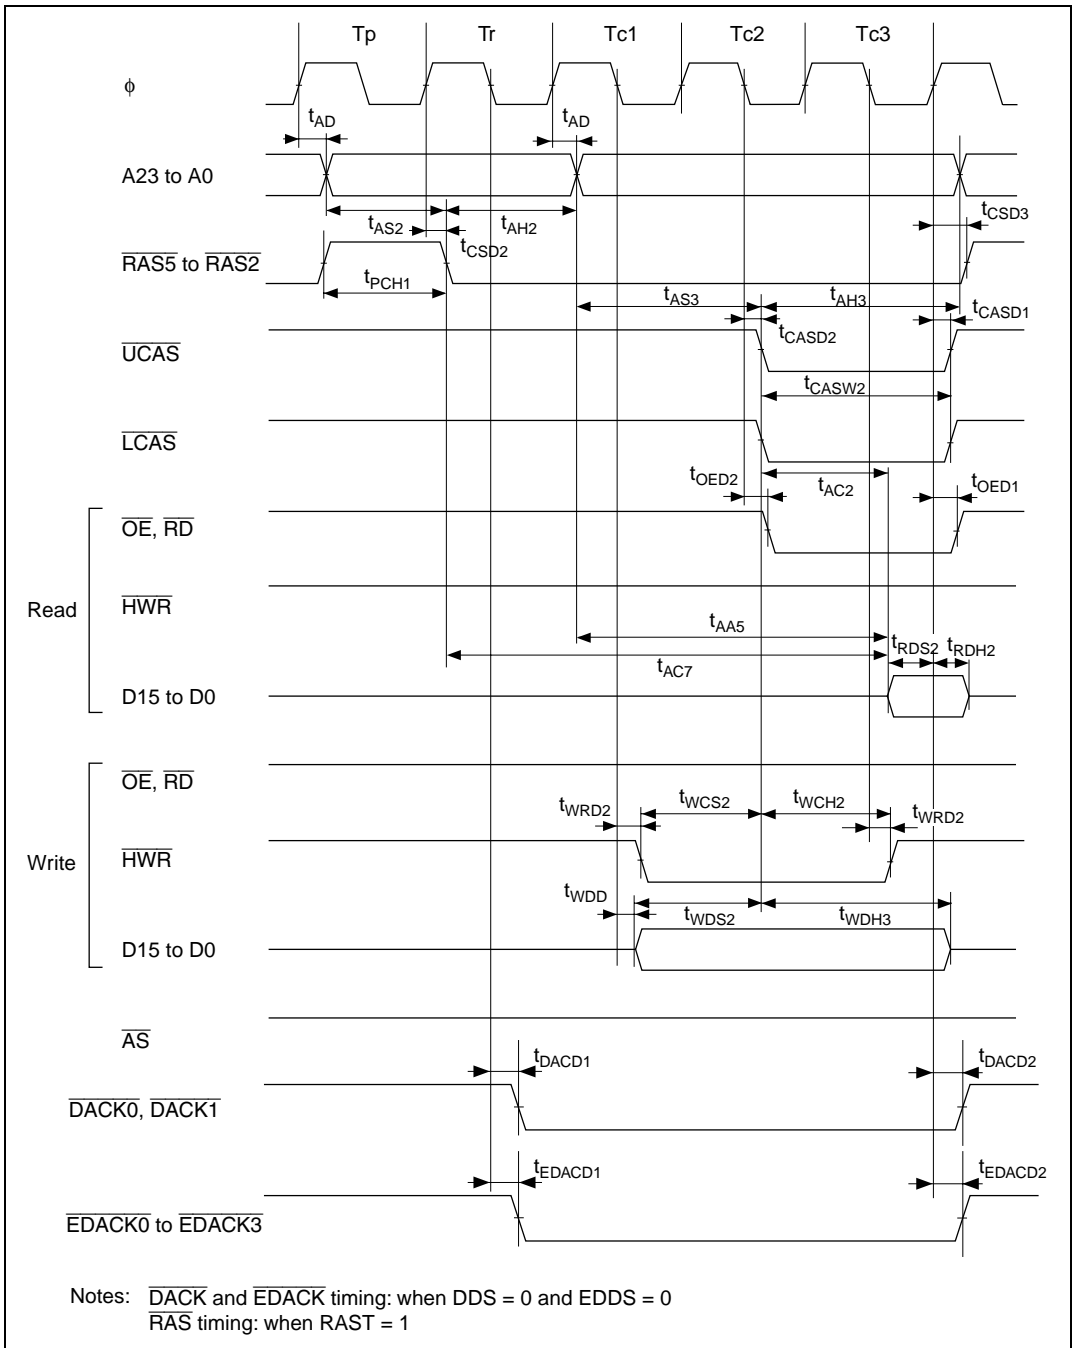 Tp Tr Tc1 Tc2 Tc3
ϕ
tAD tAD
A23 to A0
tAS2 tAH2 tCSD3
tCSD2
RAS5 to RAS2
tPCH1
tAS3 tAH3
tCASD1
tCASD2
UCAS
tCASW2
LCAS
tOED2 tAC2 tOED1
OE, RD
Read
HWR
tAA5
tRDS2 tRDH2
tAC7
D15 to D0
OE, RD
tWCS2 tWCH2
tWRD2 tWRD2
Write
HWR
tWDD
tWDS2 tWDH3
D15 to D0
AS
tDACD1 tDACD2
DACK0, DACK1
tEDACD1 tEDACD2
EDACK0 to EDACK3
Notes: DACK and EDACK timing: when DDS = 0 and EDDS = 0
RAS timing: when RAST = 1